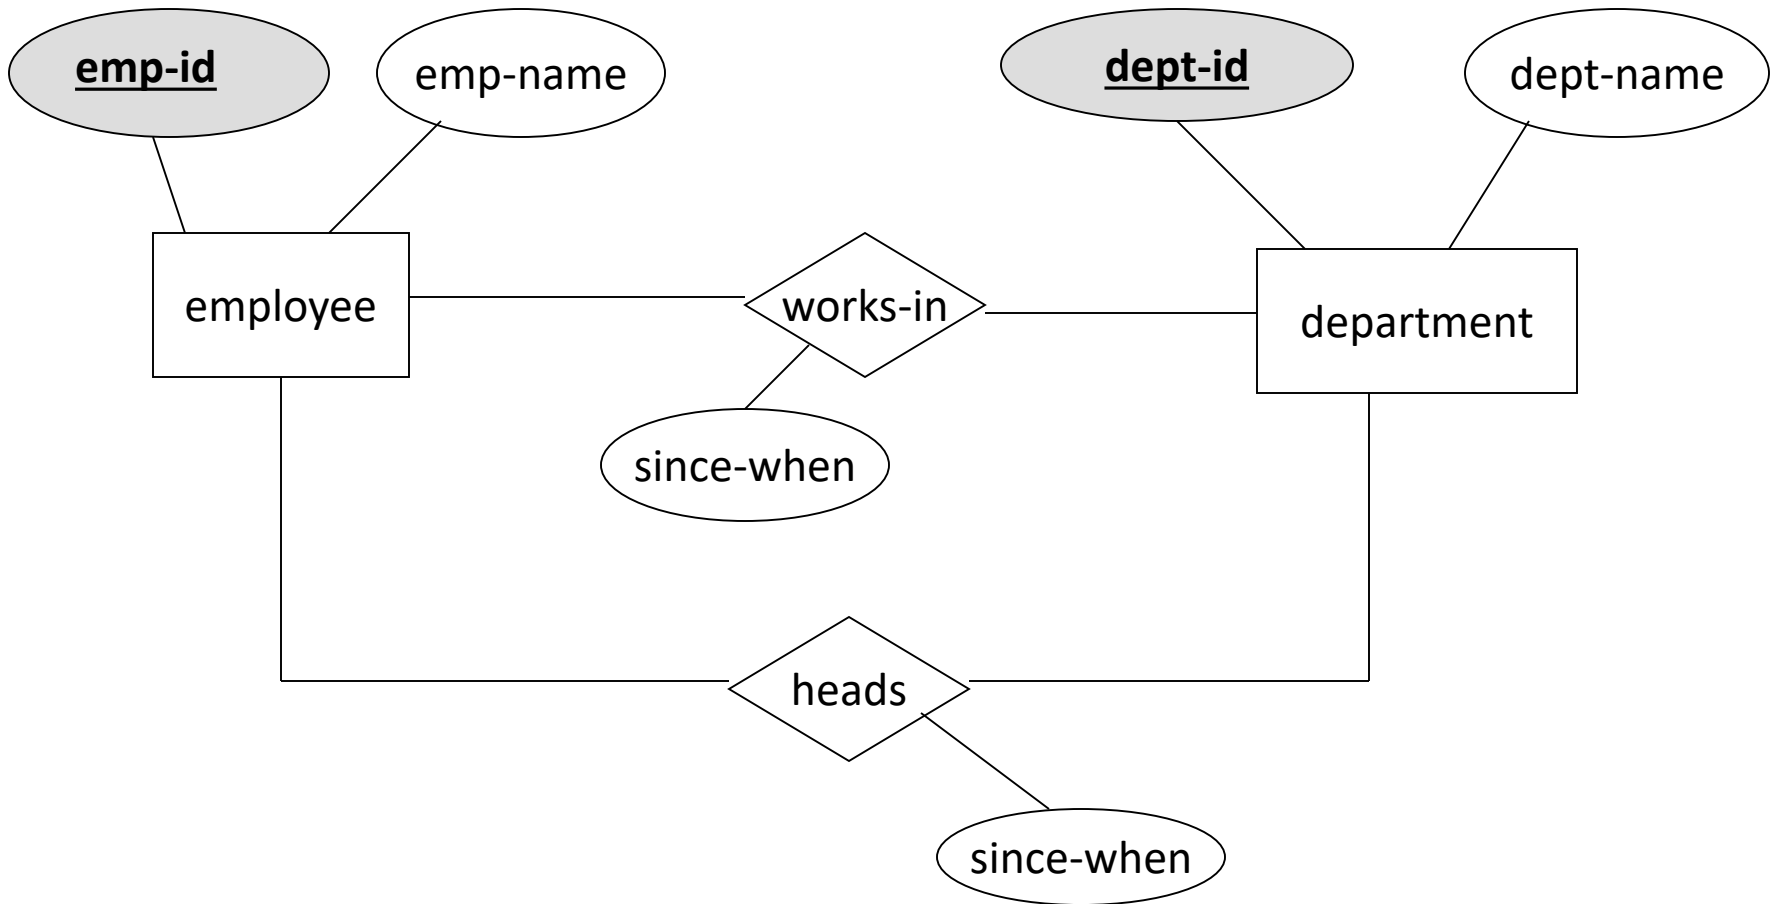 emp-id
emp-name
dept-id
dept-name
employee
works-in
department
since-when
heads
since-when